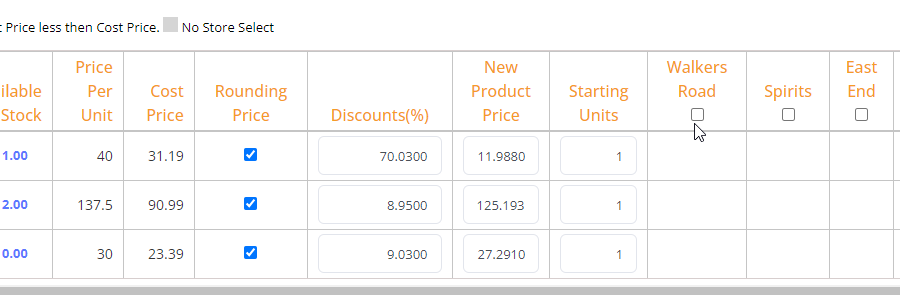 : Price less then Cost Price. No Store Select
ilable Stock Price Per Unit Cost Price Rounding Price Discounts(%) New Product Price Starting Units Walkers Road Spirits East End
1.00 40 31.19 70.0300 11.9880 1
2.00 137.5 90.99 8.9500 125.193 1
0.00 30 23.39 9.0300 27.2910 1